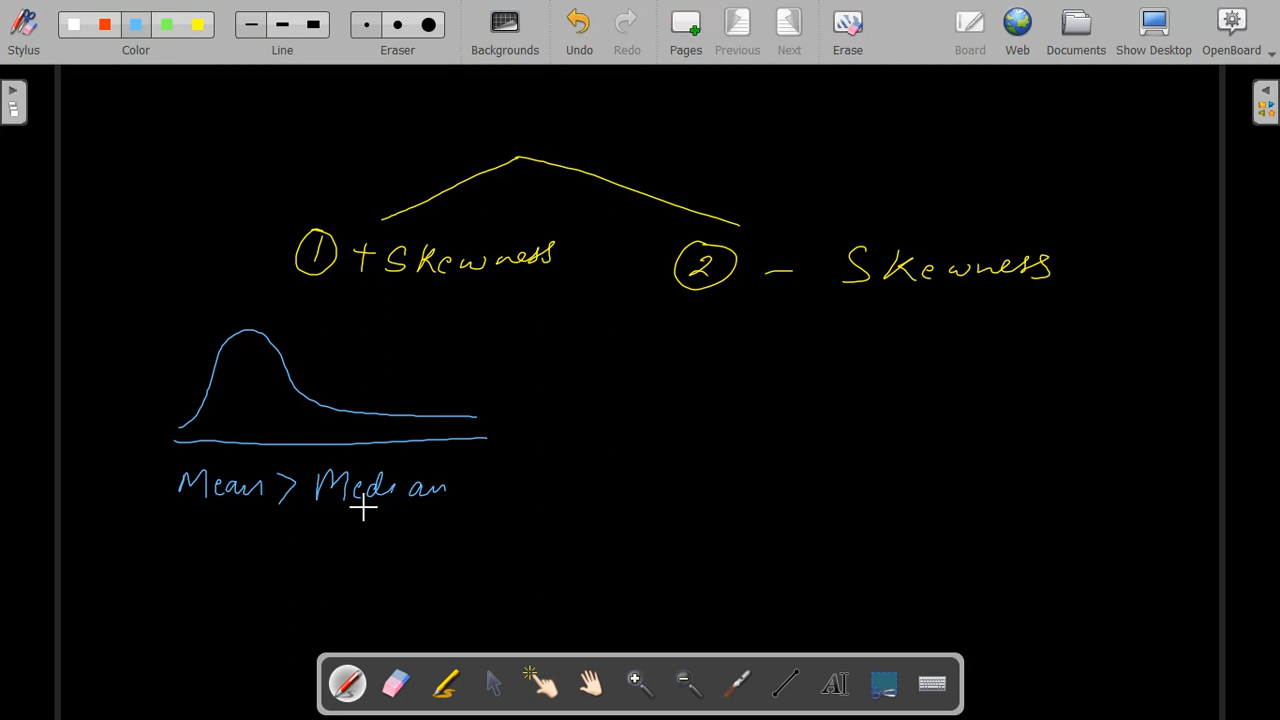 Stylus Color Line Eraser Backgrounds Undo Redo Pages Previous Next Erase Board Web Documents Show Desktop OpenBoard
① + Skewness ② - Skewness
Mean > Median
AI